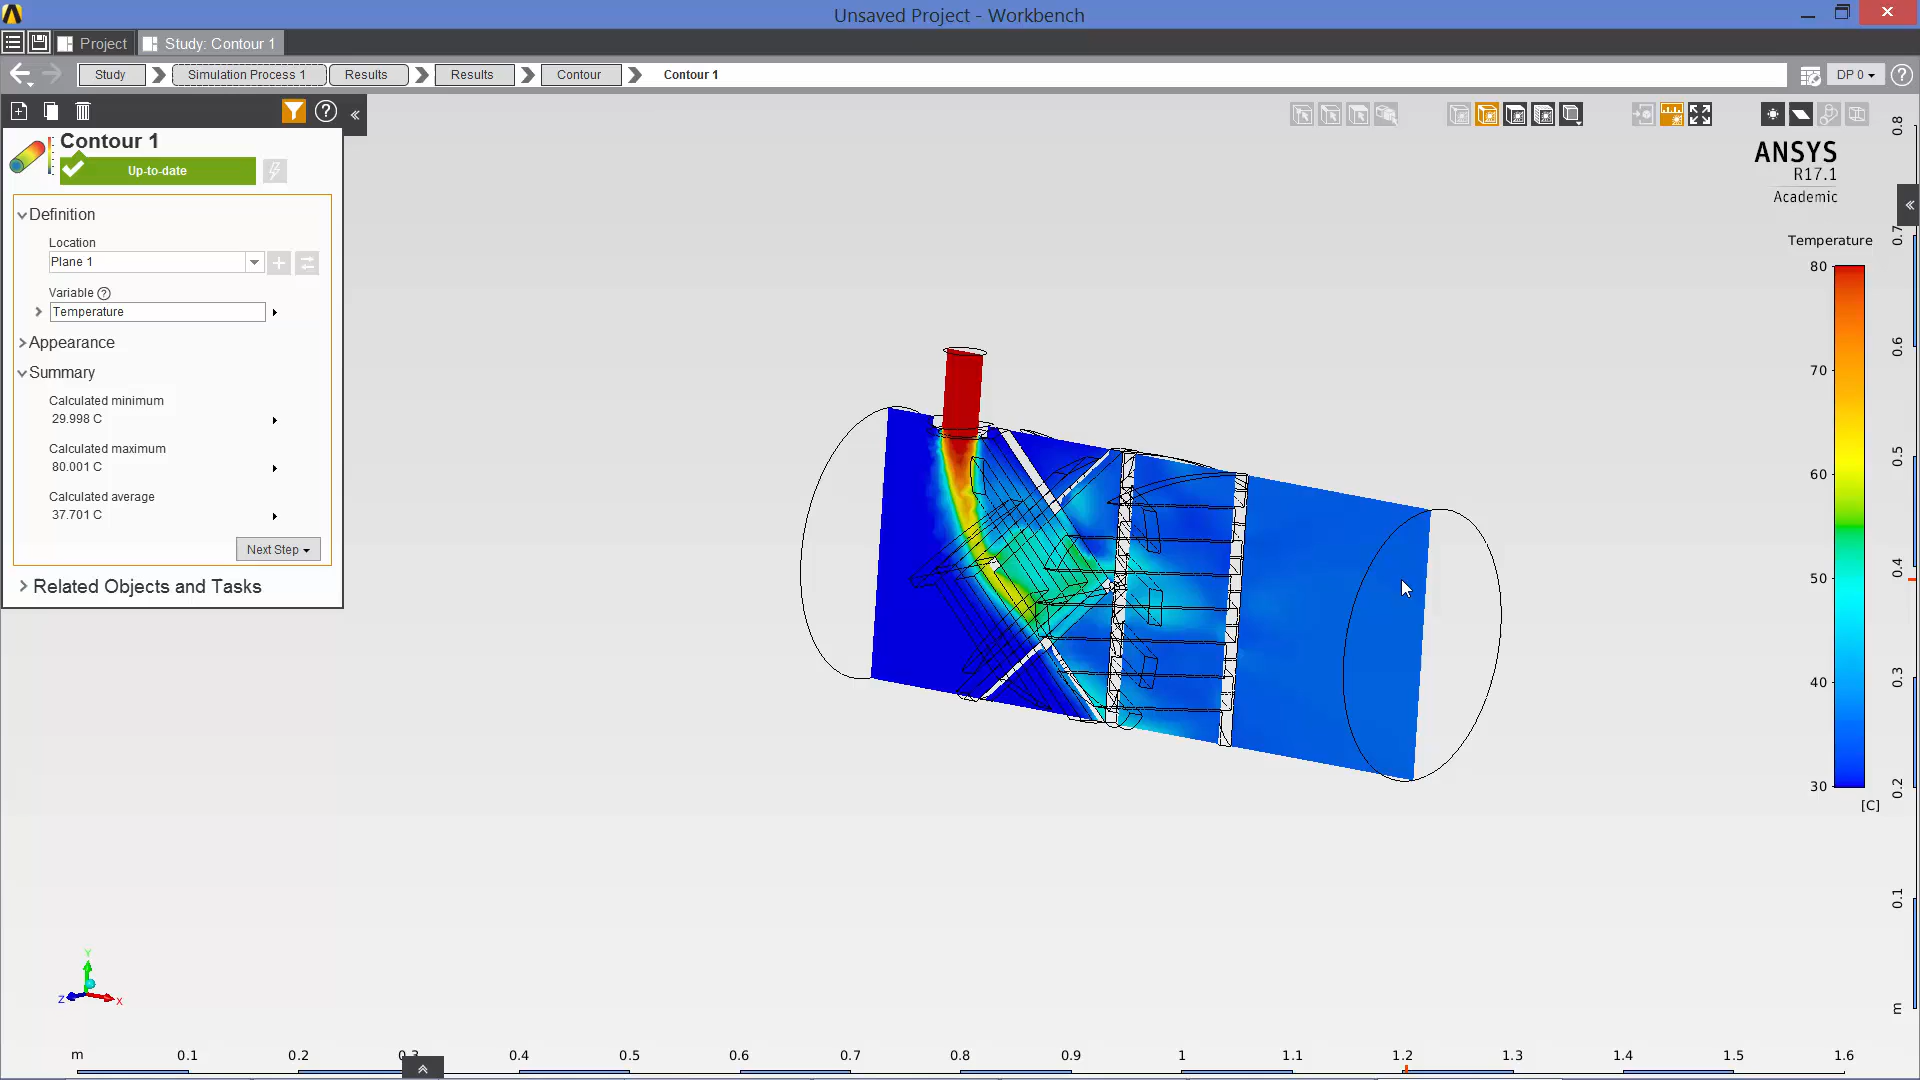 Unsaved Project - Workbench
Project
Study: Contour 1
Study
Simulation Process 1
Results
Results
Contour
Contour 1
DP 0
Contour 1
Up-to-date
Definition
Location
Plane 1
Variable
Temperature
Appearance
Summary
Calculated minimum
29.998 C
Calculated maximum
80.001 C
Calculated average
37.701 C
Next Step
Related Objects and Tasks
ANSYS
R17.1
Academic
Temperature
80
70
60
50
40
30
[C]
0.8
0.7
0.6
0.5
0.4
0.3
0.2
0.1
m
Y
Z
X
m
0.1
0.2
0.3
0.4
0.5
0.6
0.7
0.8
0.9
1
1.1
1.2
1.3
1.4
1.5
1.6